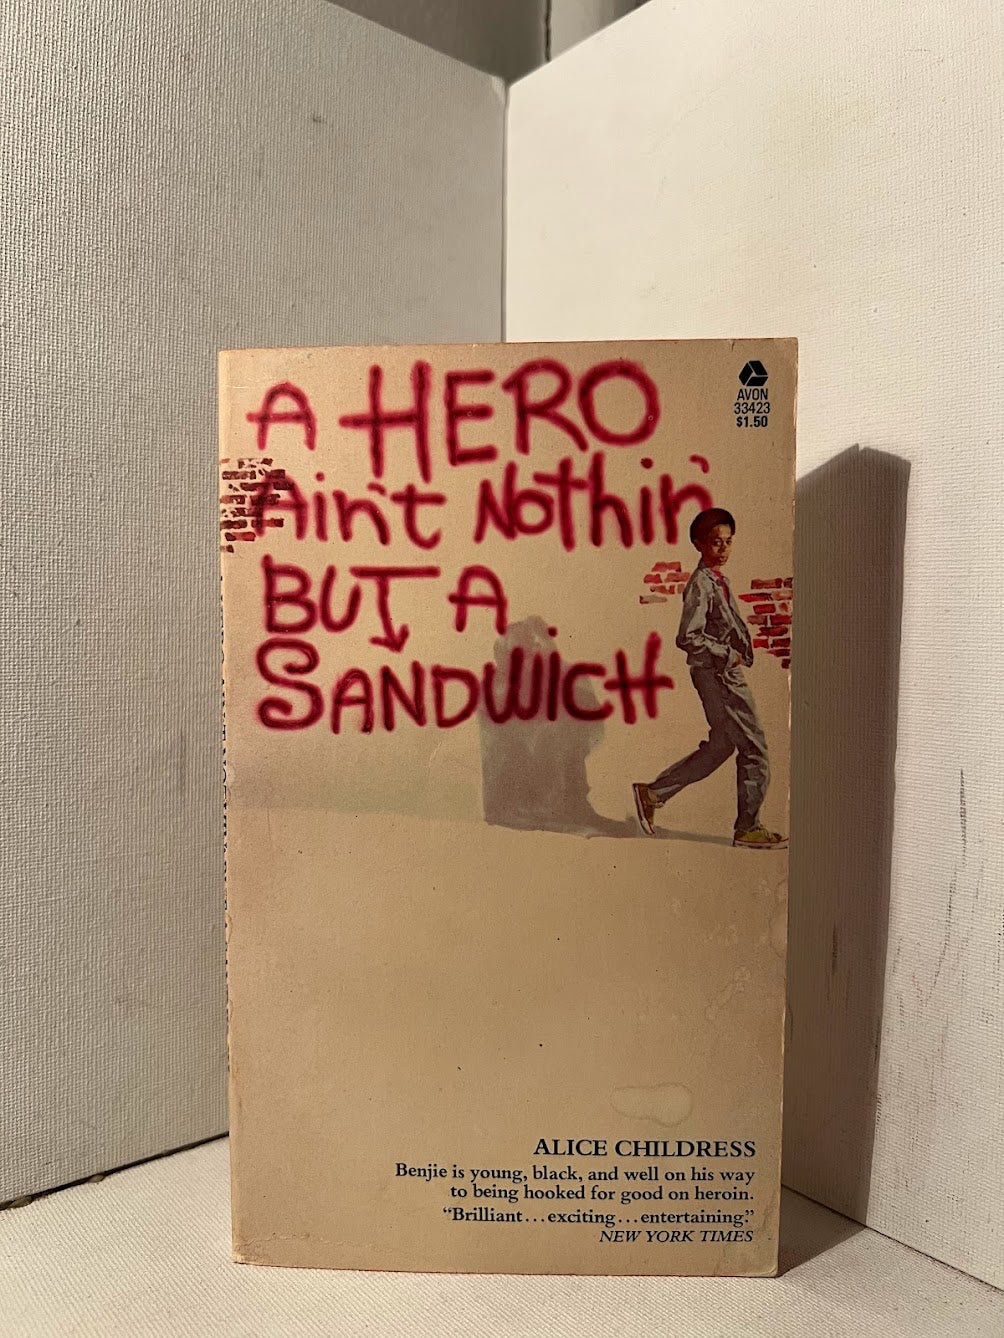 A HERO
Ain't Nothin'
BUT A
SANDWICH
AVON
33423
$1.50
ALICE CHILDRESS
Benjie is young, black, and well on his way
to being hooked for good on heroin.
“Brilliant...exciting...entertaining.”
NEW YORK TIMES